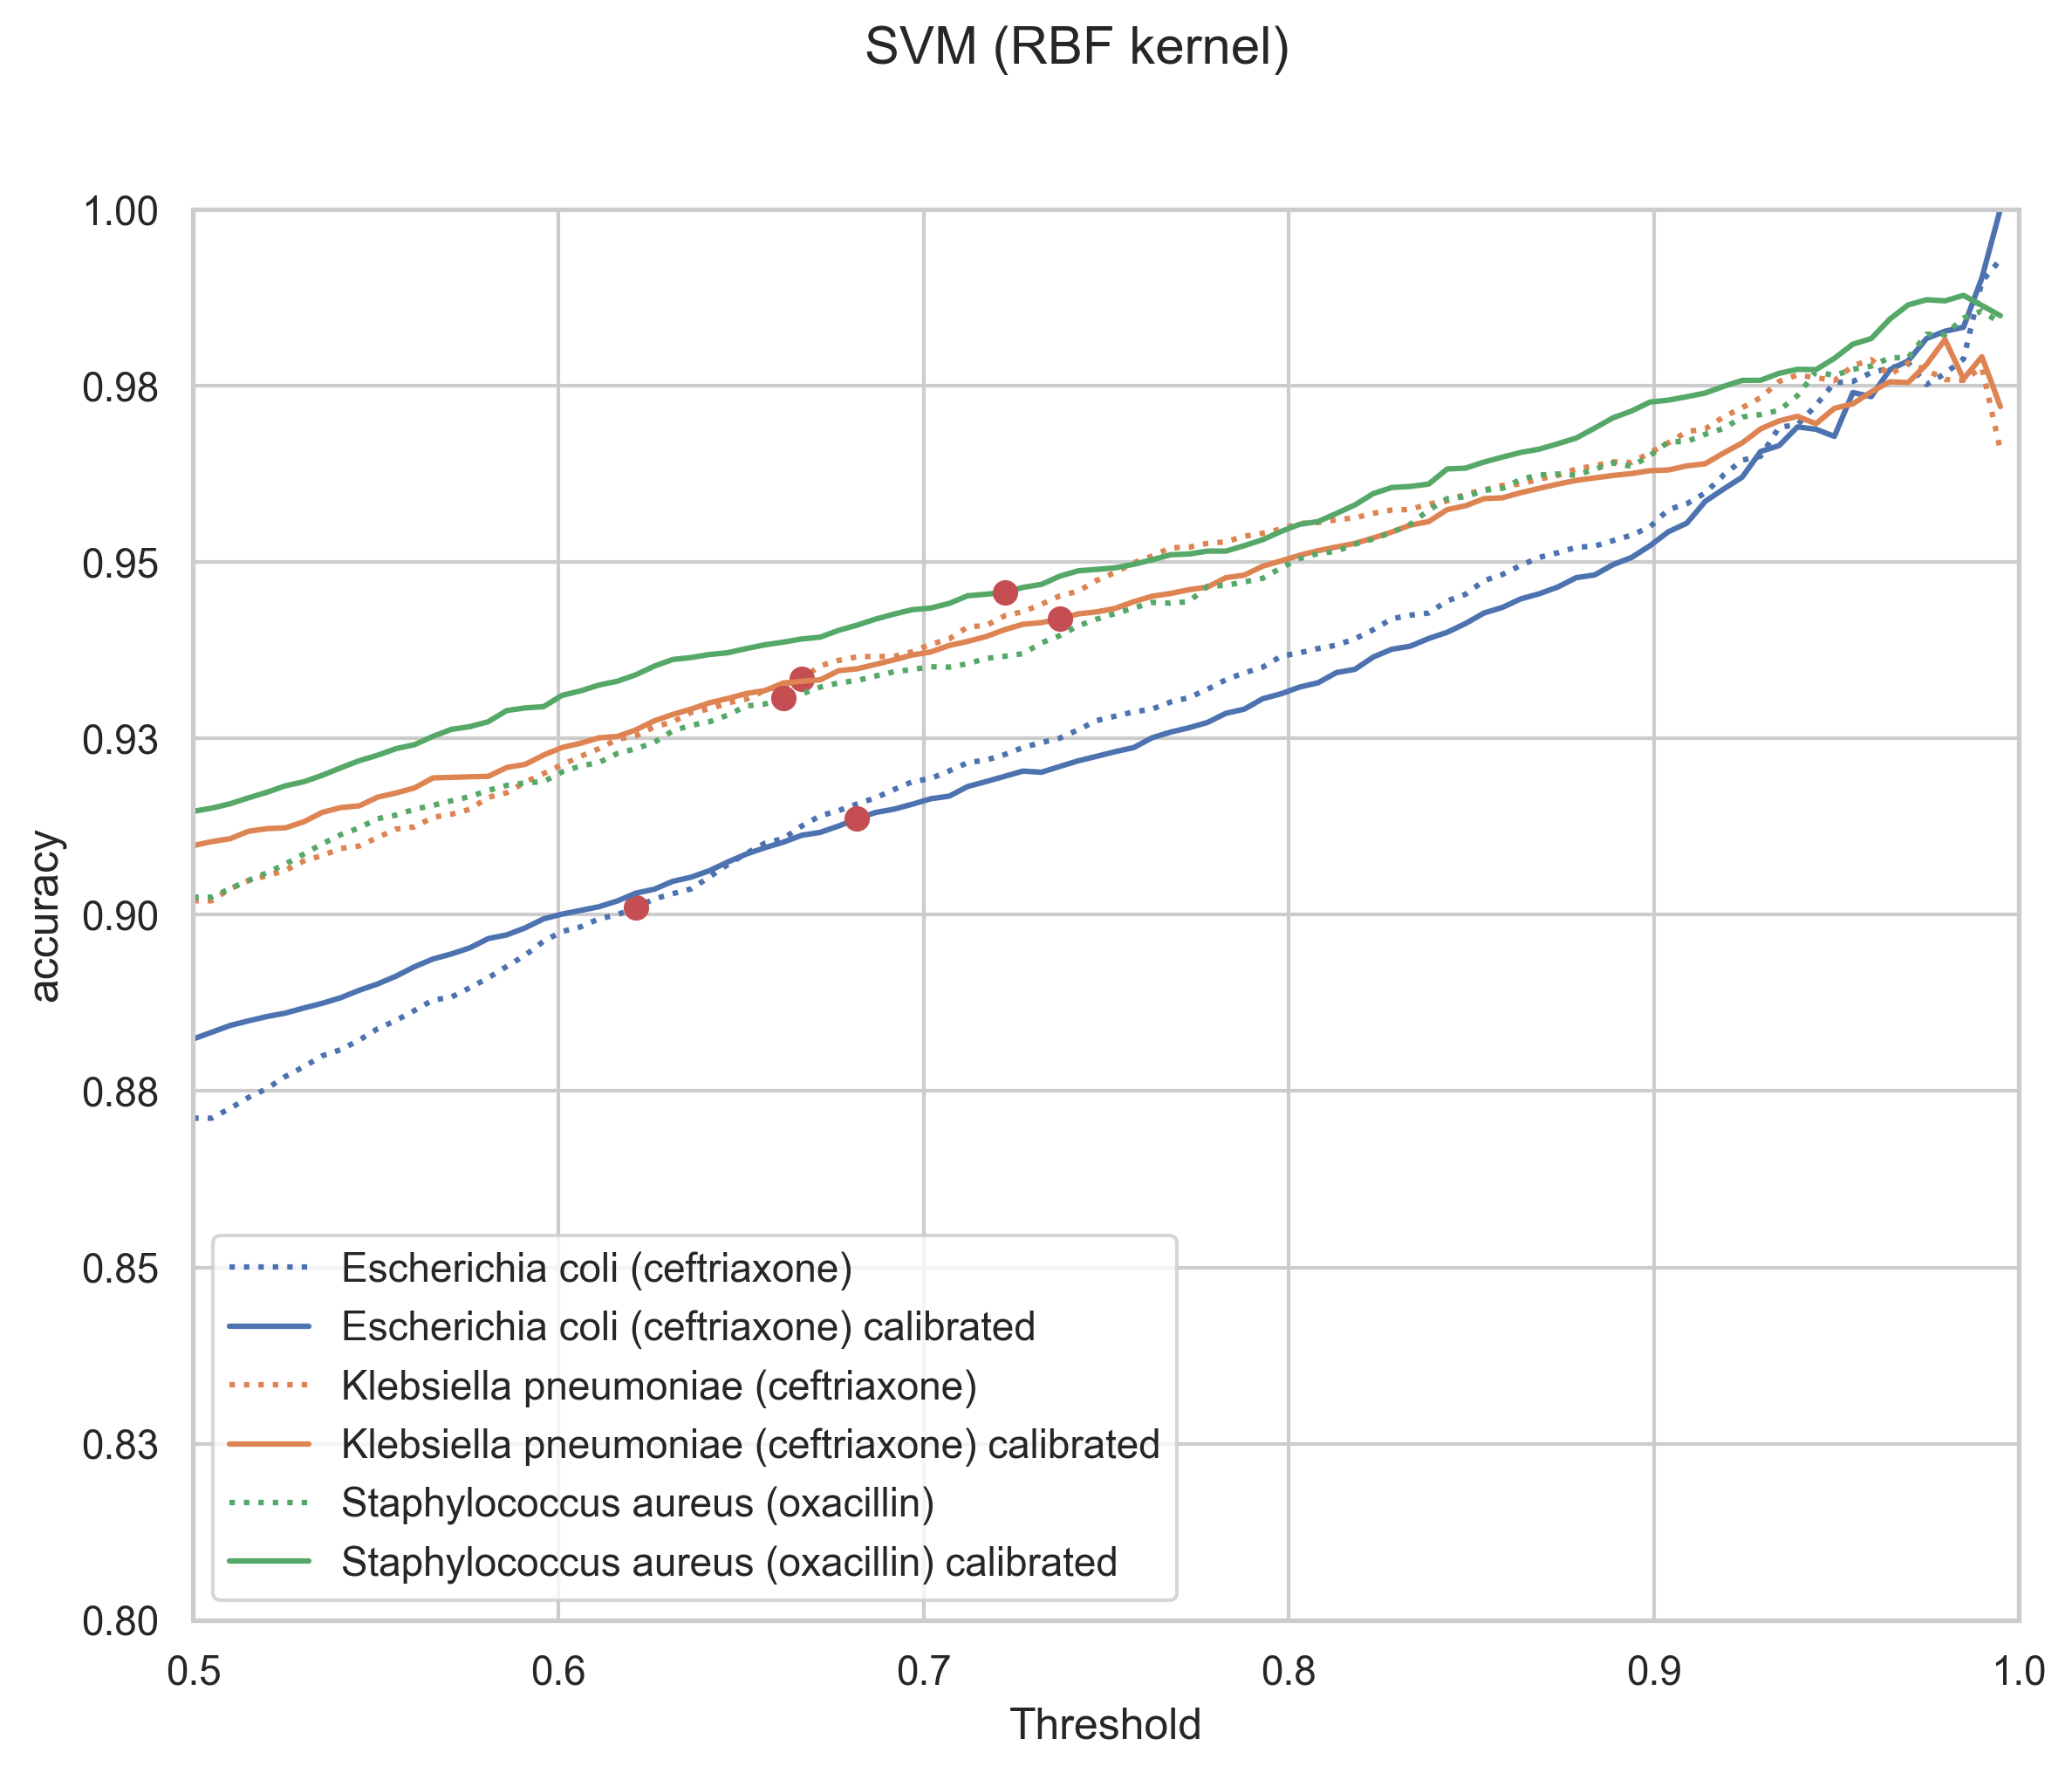 SVM (RBF kernel)
1.00
0.98
0.95
0.93
0.90
0.88
0.85
0.83
0.80
accuracy
Escherichia coli (ceftriaxone)
Escherichia coli (ceftriaxone) calibrated
Klebsiella pneumoniae (ceftriaxone)
Klebsiella pneumoniae (ceftriaxone) calibrated
Staphylococcus aureus (oxacillin)
Staphylococcus aureus (oxacillin) calibrated
0.5 0.6 0.7 0.8 0.9 1.0
Threshold